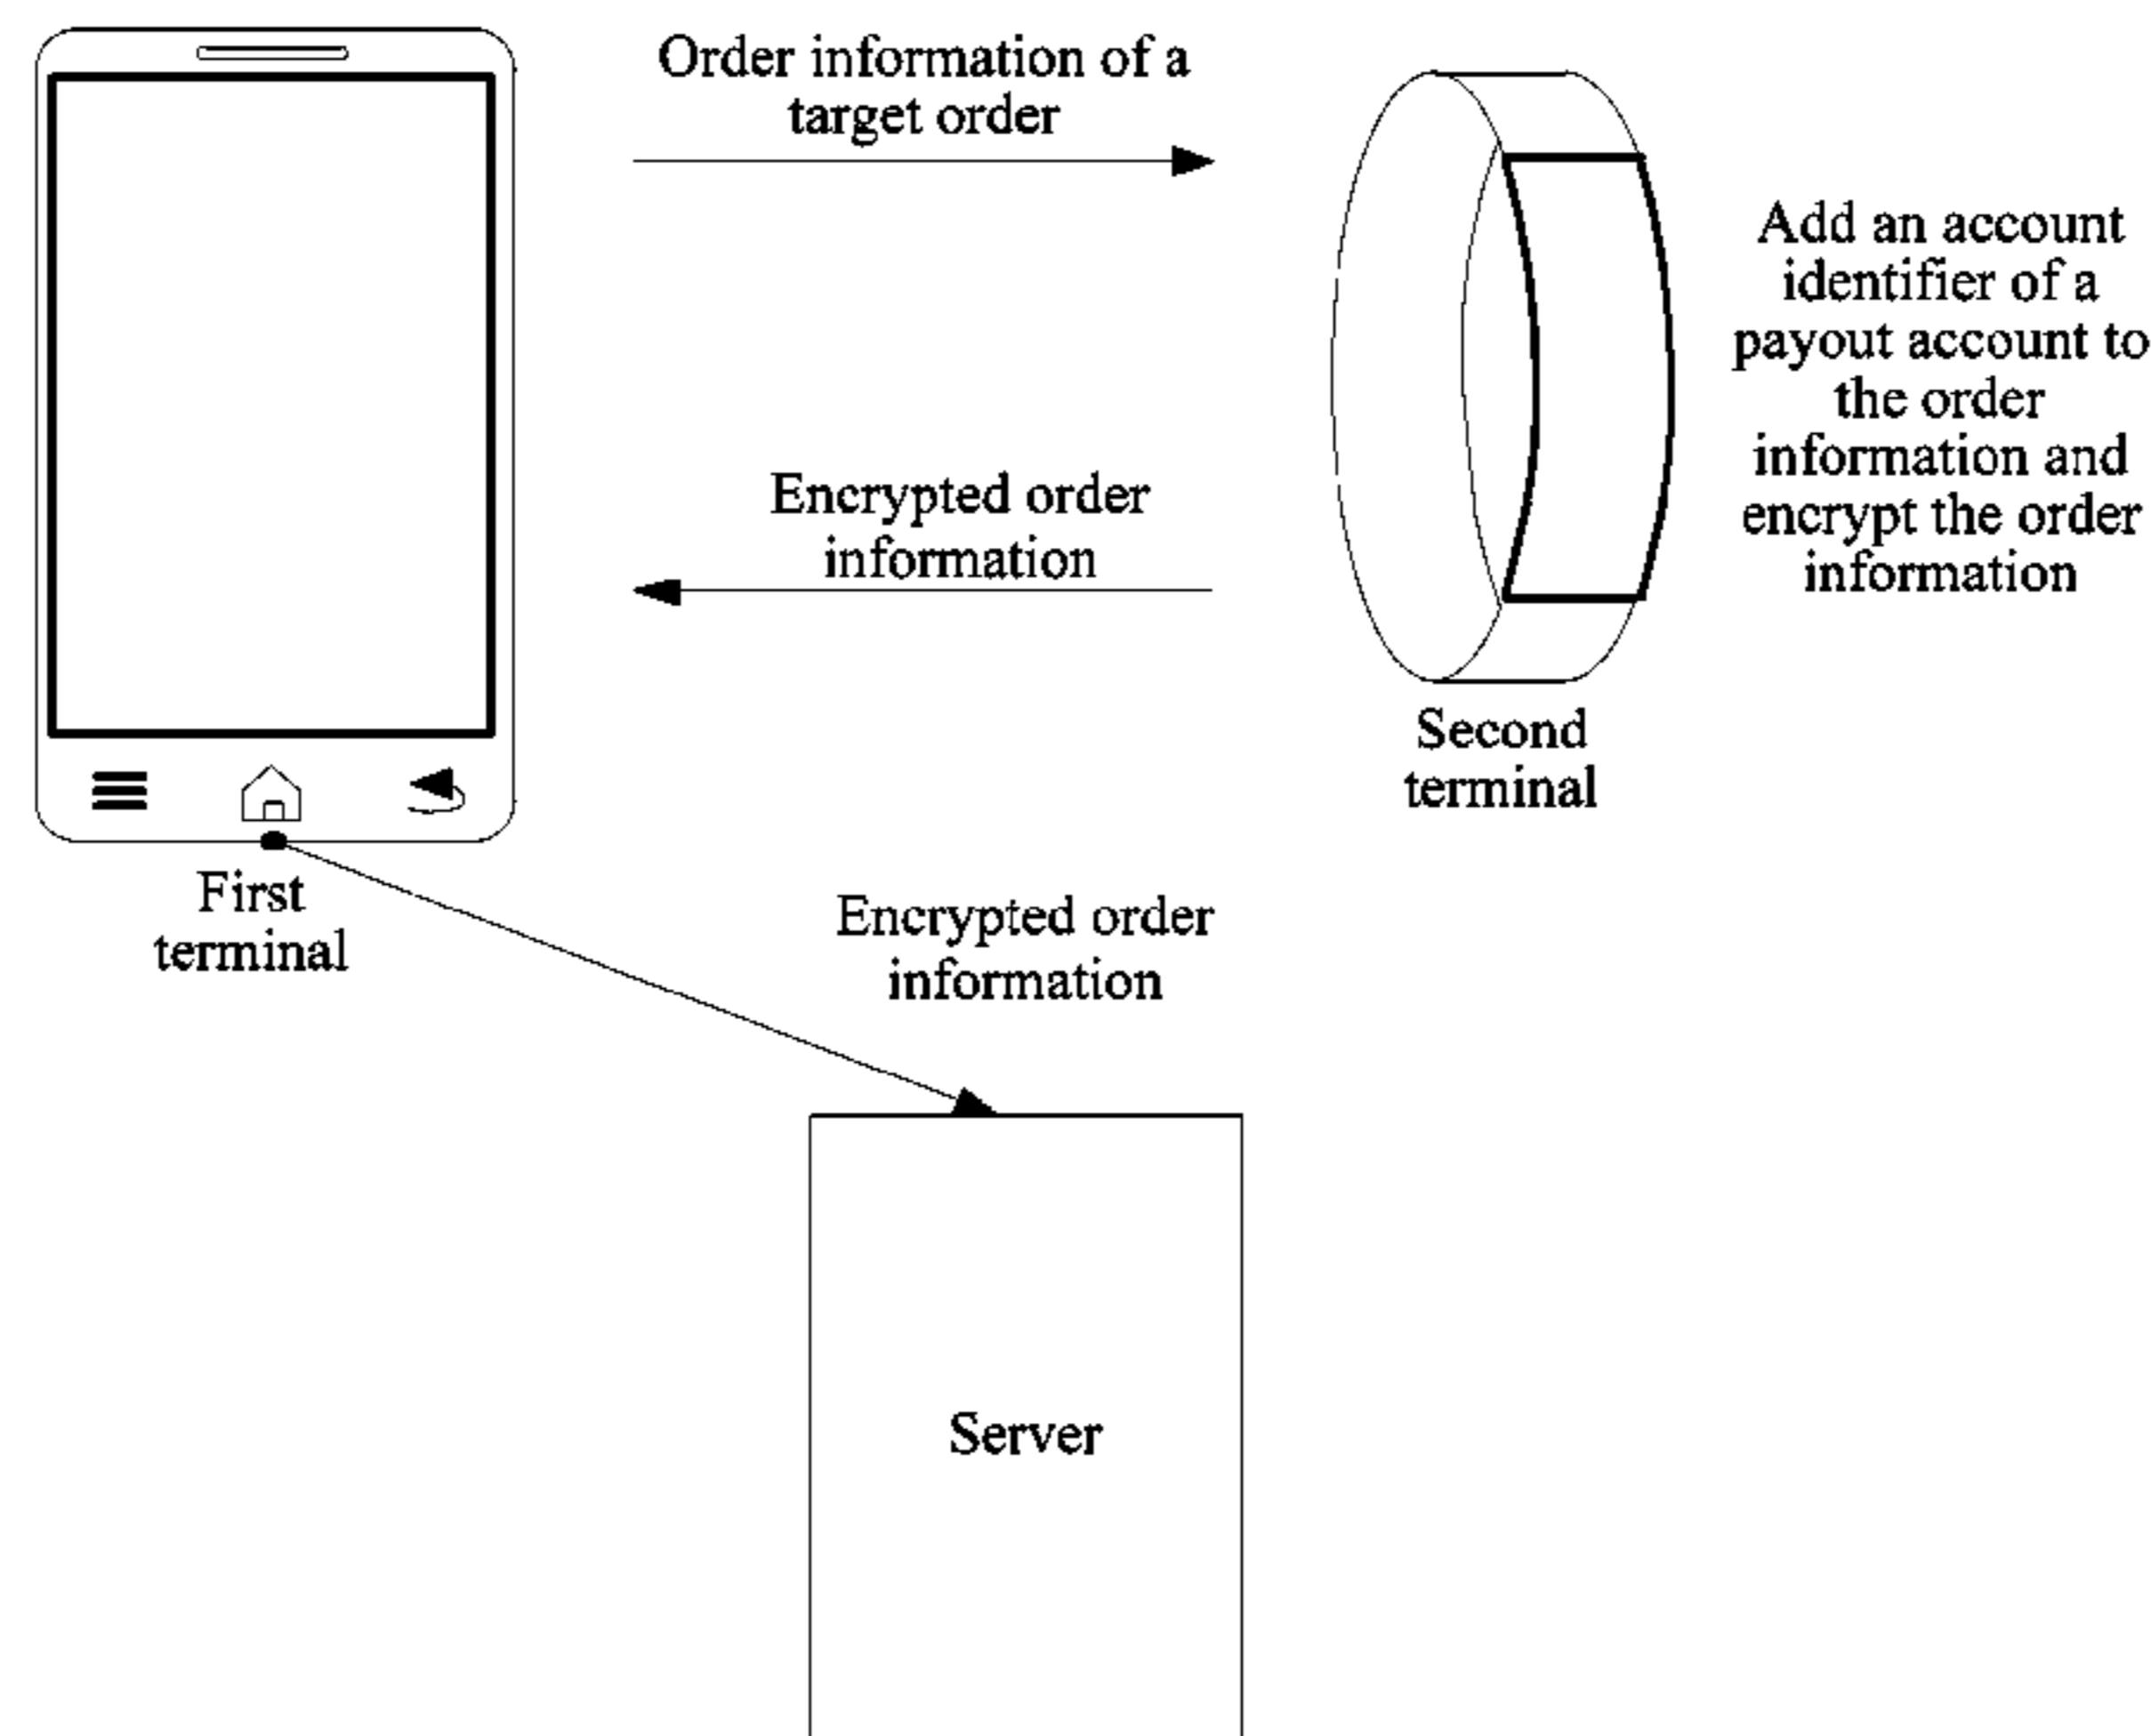 Order information of a
target order
Add an account
identifier of a
payout account to
the order
information and
encrypt the order
information
Encrypted order
information
Second
terminal
First
terminal
Encrypted order
information
Server